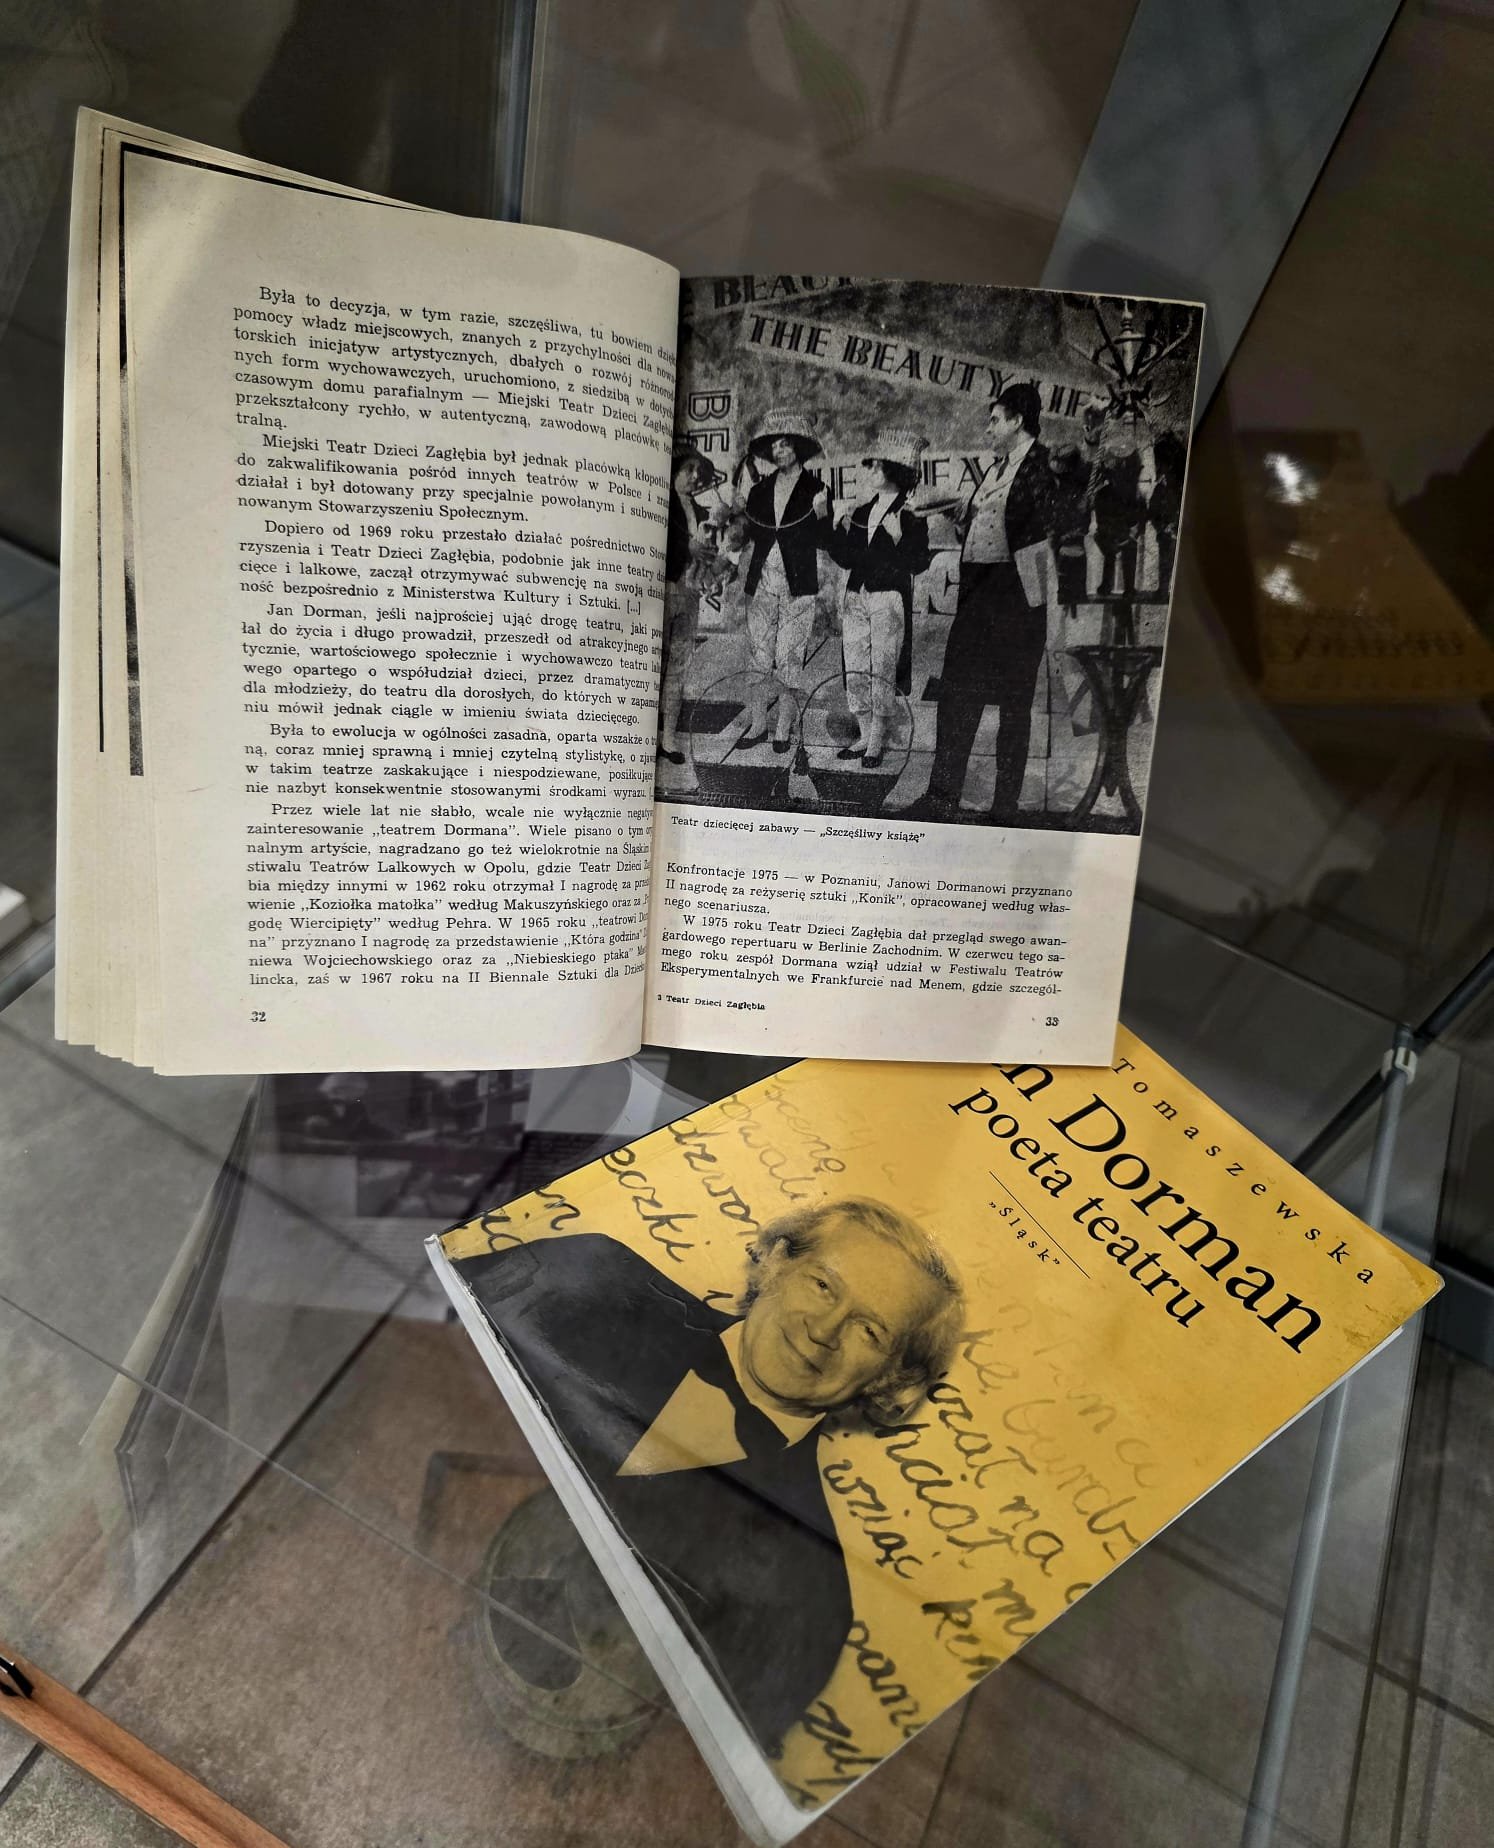 Była to decyzja, w tym razie, szczęśliwa, tu bowiem
pomocy władz miejscowych, znanych z przychylności dla
torskich inicjatyw artystycznych, dbałych o rozwój
nych form wychowawczych, uruchomiono, z siedzibą w
czasowym domu parafialnym — Miejski Teatr Dzieci
przekształcony rychło, w autentyczną, zawodową placówkę
tralną.
Miejski Teatr Dzieci Zagłębia był jednak placówką
do zakwalifikowania pośród innych teatrów w Polsce i
działał i był dotowany przy specjalnie powołanym i
nowanym Stowarzyszeniu Społecznym.
Dopiero od 1969 roku przestało działać pośrednictwo
rzyszenia i Teatr Dzieci Zagłębia, podobnie jak inne teatry
cięce i lalkowe, zaczął otrzymywać subwencję na swoją
ność bezpośrednio z Ministerstwa Kultury i Sztuki. [...]
Jan Dorman, jeśli najprościej ująć drogę teatru, jaki
łał do życia i długo prowadził, przeszedł od atrakcyjnego
tycznie, wartościowego społecznie i wychowawczo teatru
wego opartego o współudział dzieci, przez dramatyczny
dla młodzieży, do teatru dla dorosłych, do których w
niu mówił jednak ciągle w imieniu świata dziecięcego.
Była to ewolucja w ogólności zasadna, oparta wszakże o
ną, coraz mniej sprawną i mniej czytelną stylistykę, o
w takim teatrze zaskakujące i niespodziewane,
nie nazbyt konsekwentnie stosowanymi środkami wyrazu.
Przez wiele lat nie słabło, wcale nie wyłącznie
zainteresowanie „teatrem Dormana”. Wiele pisano o tym
nalnym artyście, nagradzano go też wielokrotnie na
stiwalu Teatrów Lalkowych w Opolu, gdzie Teatr Dzieci
bia między innymi w 1962 roku otrzymał I nagrodę za
wienie „Koziołka matołka” według Makuszyńskiego oraz za
godę Wiercipięty” według Pehra. W 1965 roku „teatrowi
na” przyznano I nagrodę za przedstawienie „Która godzina”
niewa Wojciechowskiego oraz za „Niebieskiego ptaka”
lincka, zaś w 1967 roku na II Biennale Sztuki dla
32
THE BEAUTY
Teatr dziecięcej zabawy — „Szczęśliwy książę”
Konfrontacje 1975 — w Poznaniu, Janowi Dormanowi przyznano
II nagrodę za reżyserię sztuki „Konik”, opracowanej według włas-
nego scenariusza.
W 1975 roku Teatr Dzieci Zagłębia dał przegląd swego awan-
gardowego repertuaru w Berlinie Zachodnim. W czerwcu tego sa-
mego roku zespół Dormana wziął udział w Festiwalu Teatrów
Eksperymentalnych we Frankfurcie nad Menem, gdzie szczegól-
3 Teatr Dzieci Zagłębia
33
Tomaszewska
Dorman
poeta teatru
"Śląsk"
scenę
na
wziąć